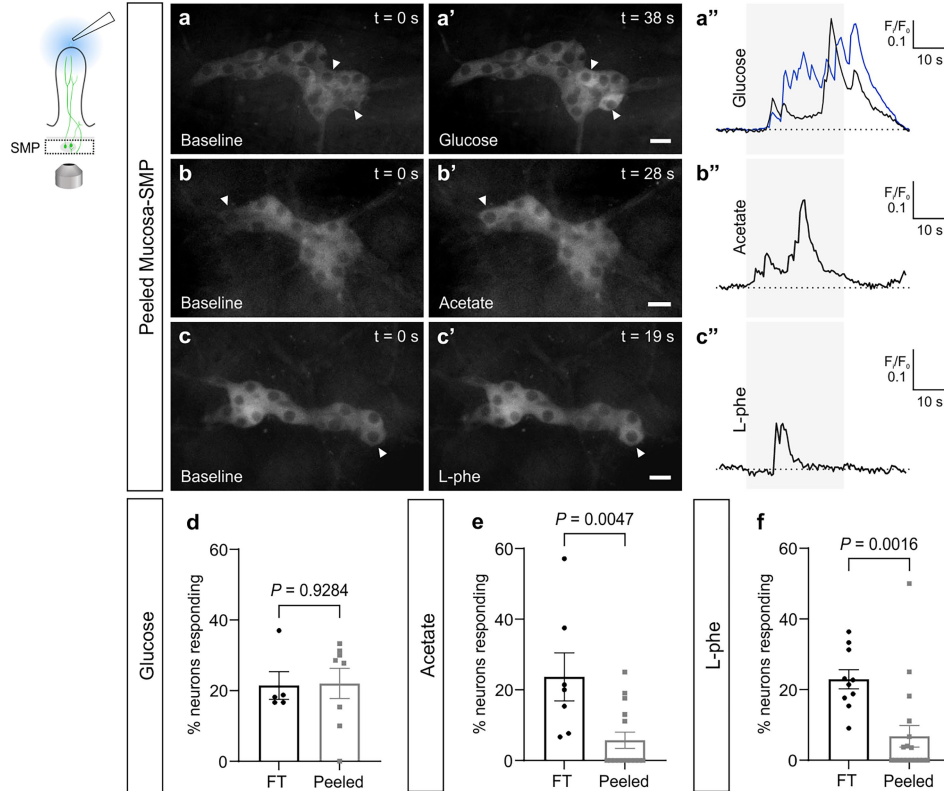 SMP
Peeled Mucosa-SMP
a
t = 0 s
Baseline
a’
t = 38 s
Glucose
a”
Glucose
Fᵢ/F₀
0.1
10 s
b
t = 0 s
Baseline
b’
t = 28 s
Acetate
b”
Acetate
Fᵢ/F₀
0.1
10 s
c
t = 0 s
Baseline
c’
t = 19 s
L-phe
c”
L-phe
Fᵢ/F₀
0.1
10 s
Glucose
d
P = 0.9284
% neurons responding
60
40
20
0
FT
Peeled
Acetate
e
P = 0.0047
% neurons responding
60
40
20
0
FT
Peeled
L-phe
f
P = 0.0016
% neurons responding
60
40
20
0
FT
Peeled